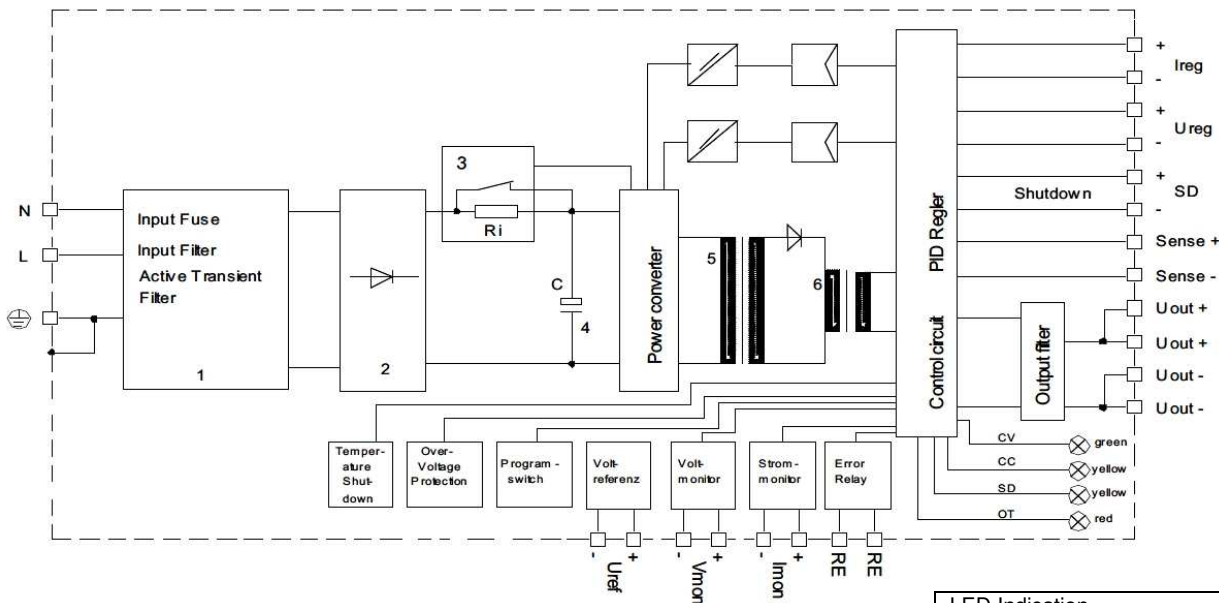 +
Ireg
-
+
Ureg
-
+
Shutdown
SD
-
Sense +
Sense -
Uout +
Uout +
Uout -
Uout -
N
L
Input Fuse
Input Filter
Active Transient
Filter
1
2
3
Ri
C
4
Power converter
5
6
PID Regler
Control circuit
Output filter
Temper-
ature
Shut-
down
Over-
Voltage
Protection
Program-
switch
Volt-
referenz
Volt-
monitor
Strom-
monitor
Error
Relay
CV
green
CC
yellow
SD
yellow
OT
red
- +
Uref
- +
Vmon
- +
Imon
RE
RE
LED Indication